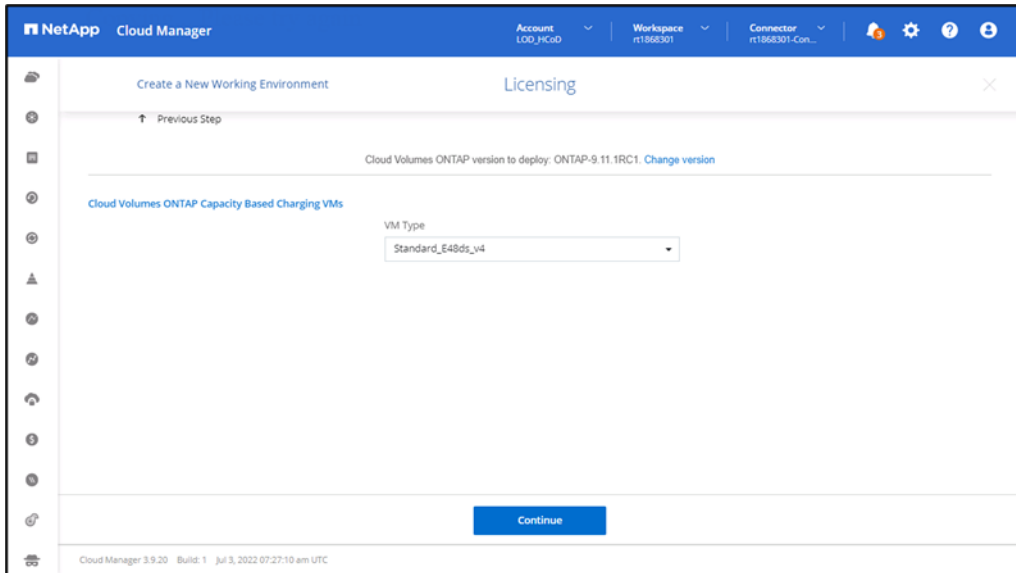 NetApp Cloud Manager
Account
LOD_HCoD
Workspace
rt1868301
Connector
rt1868301-Con...
3
Create a New Working Environment
Licensing
↑ Previous Step
Cloud Volumes ONTAP version to deploy: ONTAP-9.11.1RC1. Change version
Cloud Volumes ONTAP Capacity Based Charging VMs
VM Type
Standard_E48ds_v4
Continue
Cloud Manager 3.9.20 Build: 1 Jul 3, 2022 07:27:10 am UTC